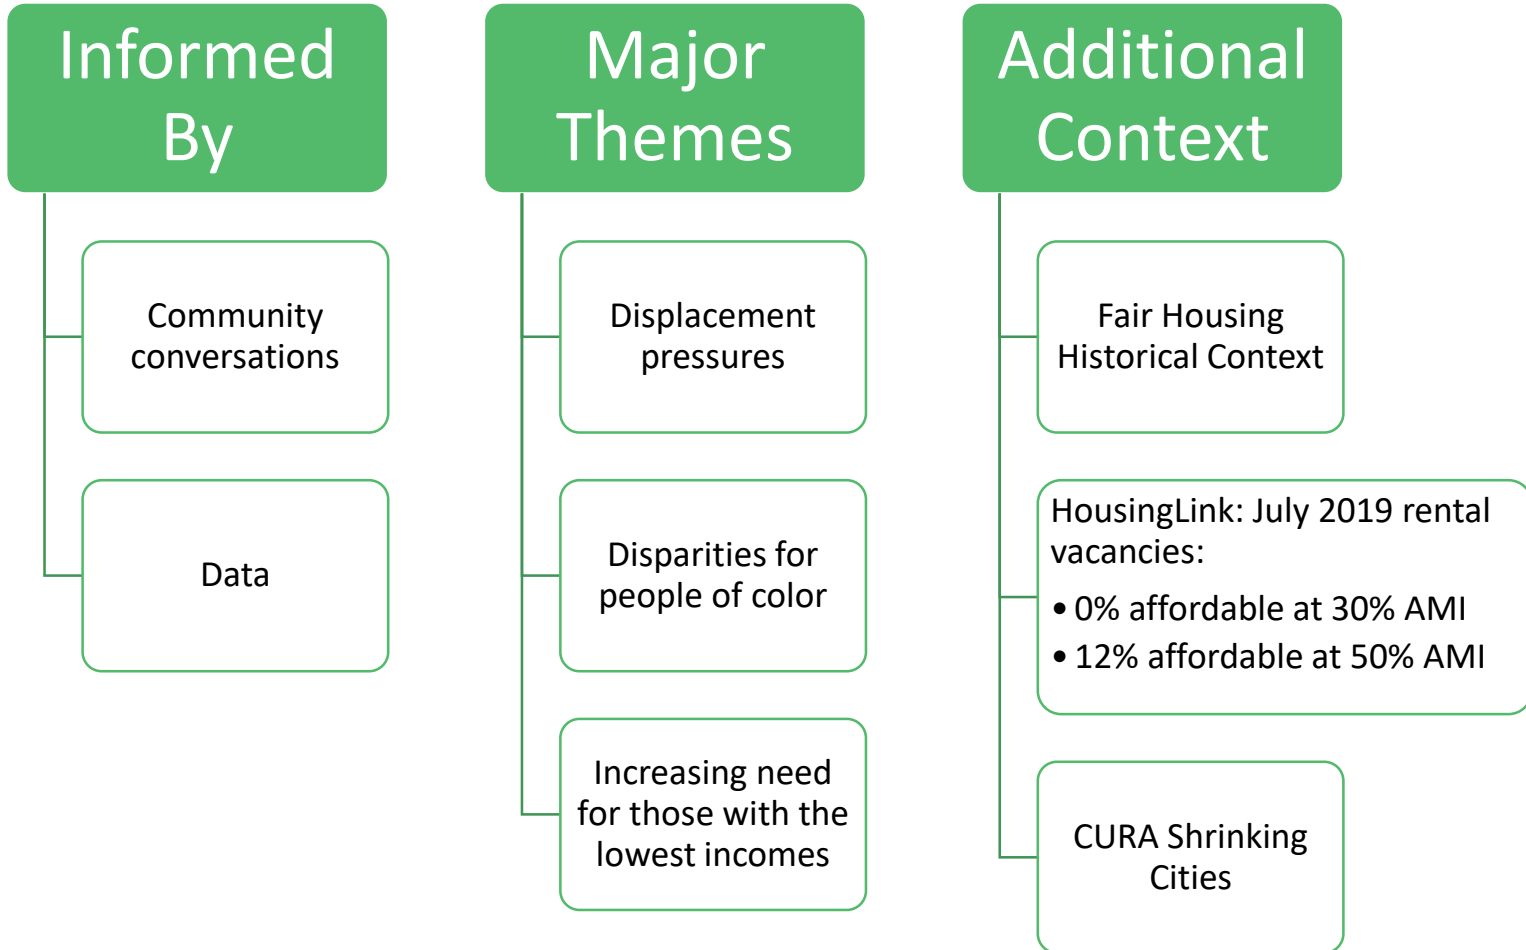 Informed
By
Community
conversations
Data
Major
Themes
Displacement
pressures
Disparities for
people of color
Increasing need
for those with the
lowest incomes
Additional
Context
Fair Housing
Historical Context
HousingLink: July 2019 rental
vacancies:
• 0% affordable at 30% AMI
• 12% affordable at 50% AMI
CURA Shrinking
Cities